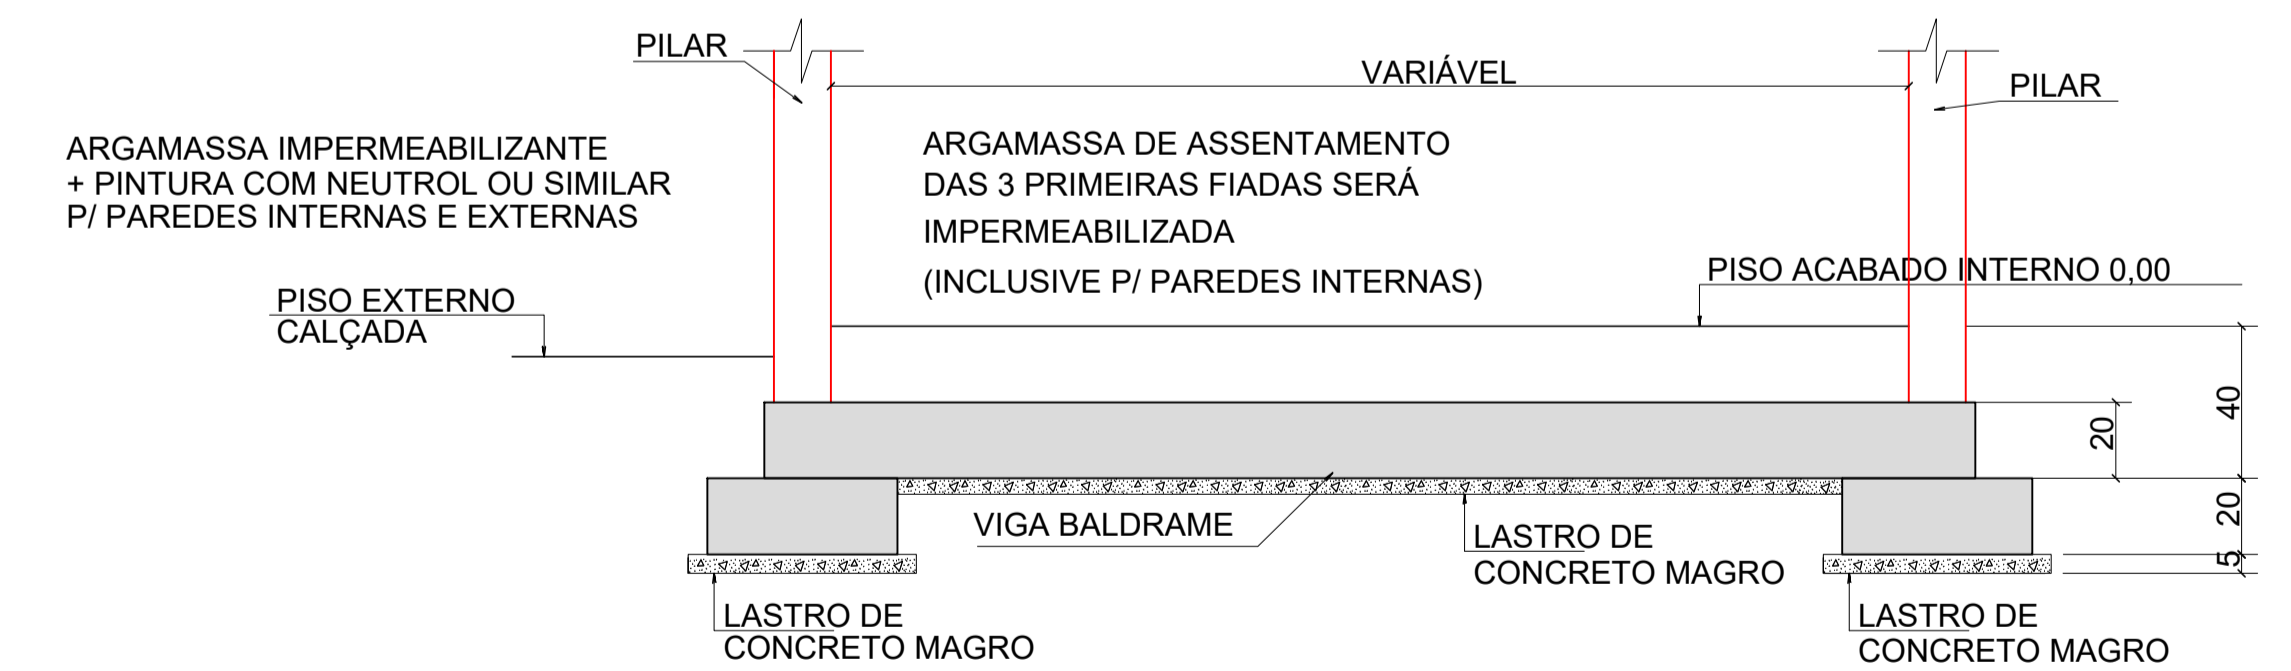 PILAR
VARIÁVEL
PILAR
ARGAMASSA IMPERMEABILIZANTE
+ PINTURA COM NEUTROL OU SIMILAR
P/ PAREDES INTERNAS E EXTERNAS
ARGAMASSA DE ASSENTAMENTO
DAS 3 PRIMEIRAS FIADAS SERÁ
IMPERMEABILIZADA
(INCLUSIVE P/ PAREDES INTERNAS)
PISO ACABADO INTERNO 0,00
PISO EXTERNO
CALÇADA
40
20
20
5
VIGA BALDRAME
LASTRO DE
CONCRETO MAGRO
LASTRO DE
CONCRETO MAGRO
LASTRO DE
CONCRETO MAGRO